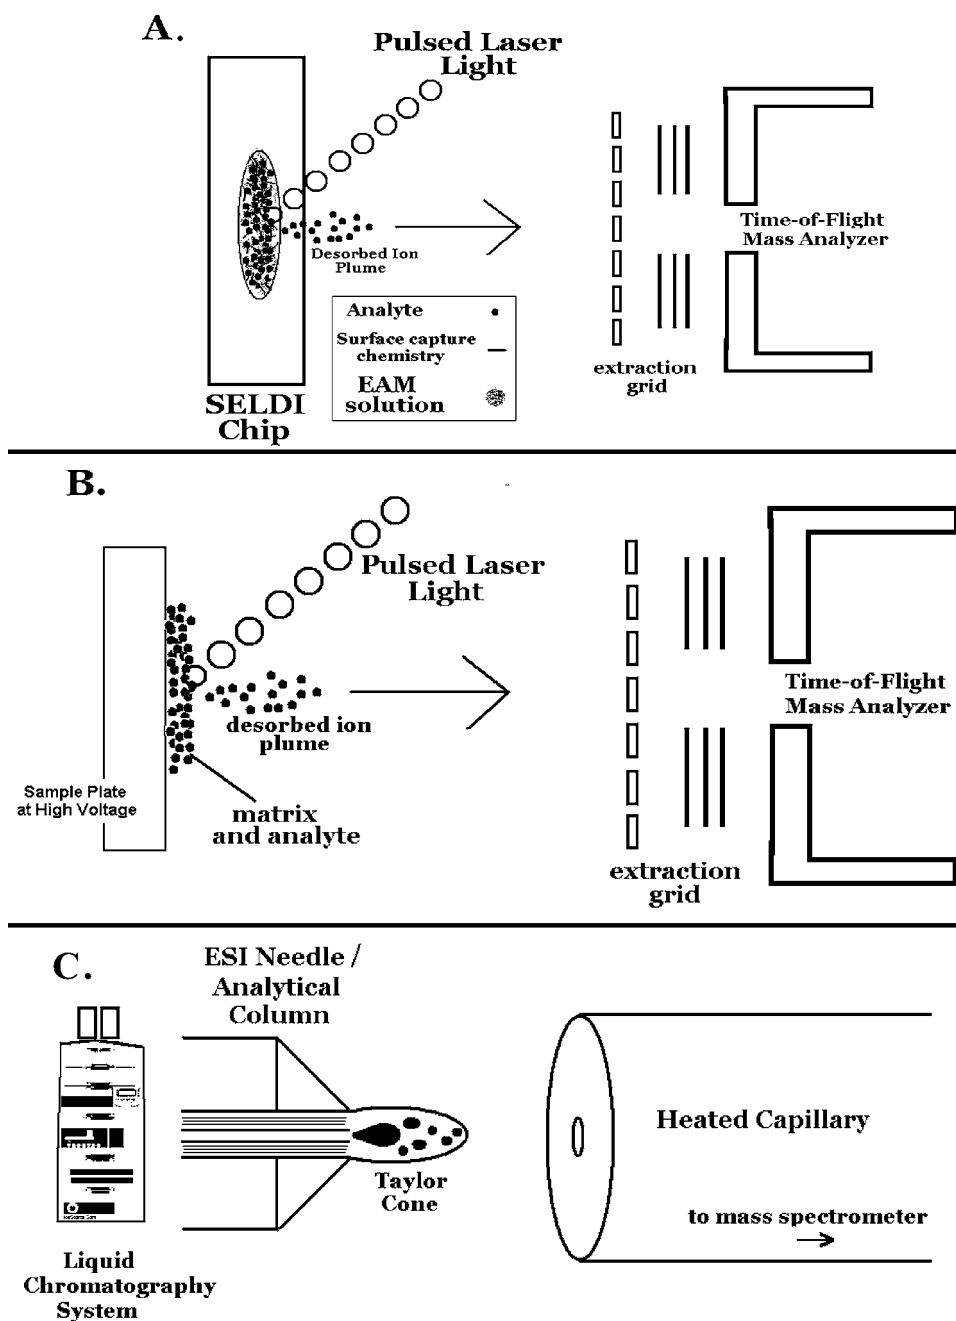 A.
Pulsed Laser
Light
Time-of-Flight
Mass Analyzer
Desorbed Ion
Plume
Analyte
Surface capture
chemistry
EAM
solution
extraction
grid
SELDI
Chip
B.
Pulsed Laser
Light
Time-of-Flight
Mass Analyzer
desorbed ion
plume
Sample Plate
at High Voltage
matrix
and analyte
extraction
grid
C.
ESI Needle /
Analytical
Column
Heated Capillary
Taylor
Cone
to mass spectrometer
Liquid
Chromatography
System